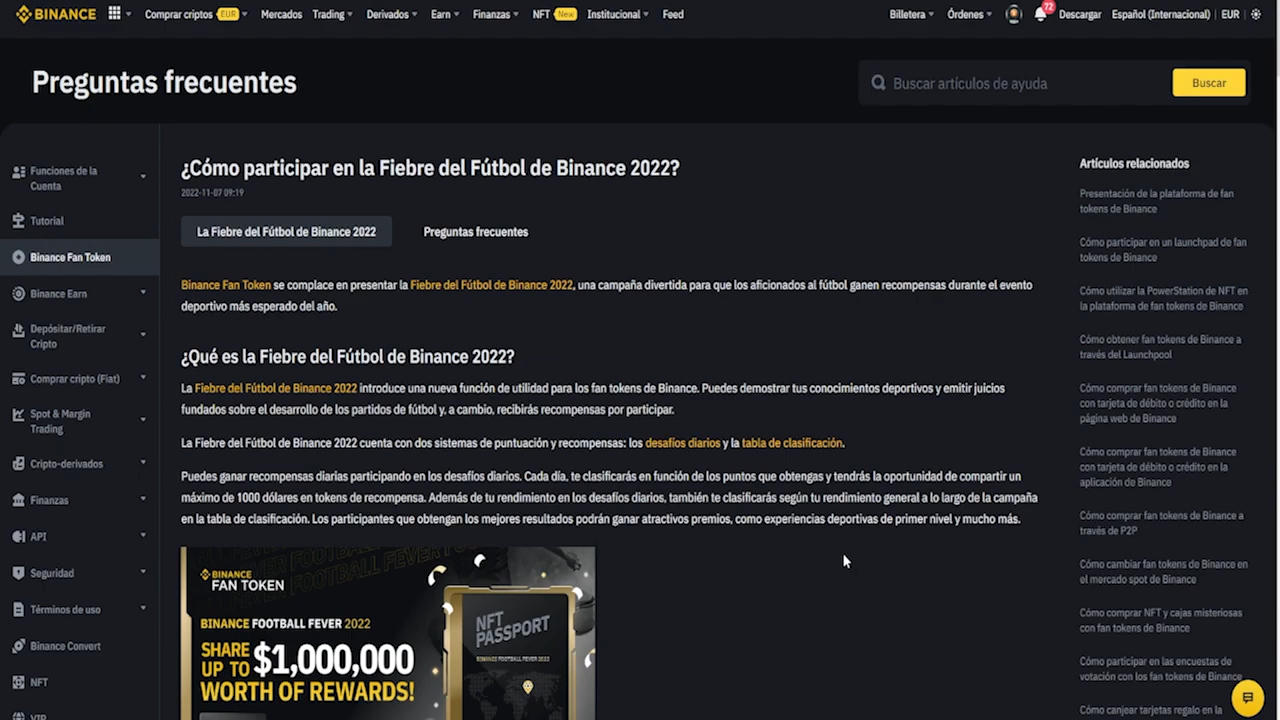 BINANCE
Comprar criptos EUR
Mercados
Trading
Derivados
Earn
Finanzas
NFT New
Institucional
Feed
Billetera
Órdenes
72
Descargar
Español (Internacional)
EUR
Preguntas frecuentes
Buscar artículos de ayuda
Buscar
Funciones de la
Cuenta
Tutorial
Binance Fan Token
Binance Earn
Depósitar/Retirar
Cripto
Comprar cripto (Fiat)
Spot & Margin
Trading
Cripto-derivados
Finanzas
API
Seguridad
Términos de uso
Binance Convert
NFT
VIP
¿Cómo participar en la Fiebre del Fútbol de Binance 2022?
2022-11-07 09:19
La Fiebre del Fútbol de Binance 2022
Preguntas frecuentes
Binance Fan Token se complace en presentar la Fiebre del Fútbol de Binance 2022, una campaña divertida para que los aficionados al fútbol ganen recompensas durante el evento
deportivo más esperado del año.
¿Qué es la Fiebre del Fútbol de Binance 2022?
La Fiebre del Fútbol de Binance 2022 introduce una nueva función de utilidad para los fan tokens de Binance. Puedes demostrar tus conocimientos deportivos y emitir juicios
fundados sobre el desarrollo de los partidos de fútbol y, a cambio, recibirás recompensas por participar.
La Fiebre del Fútbol de Binance 2022 cuenta con dos sistemas de puntuación y recompensas: los desafíos diarios y la tabla de clasificación.
Puedes ganar recompensas diarias participando en los desafíos diarios. Cada día, te clasificarás en función de los puntos que obtengas y tendrás la oportunidad de compartir un
máximo de 1000 dólares en tokens de recompensa. Además de tu rendimiento en los desafíos diarios, también te clasificarás según tu rendimiento general a lo largo de la campaña
en la tabla de clasificación. Los participantes que obtengan los mejores resultados podrán ganar atractivos premios, como experiencias deportivas de primer nivel y mucho más.
FOOTBALL FEVER
BINANCE
FAN TOKEN
BINANCE FOOTBALL FEVER 2022
SHARE
UP TO $1,000,000
WORTH OF REWARDS!
NFT
PASSPORT
BINANCE FOOTBALL FEVER 2022
Artículos relacionados
Presentación de la plataforma de fan
tokens de Binance
Cómo participar en un launchpad de fan
tokens de Binance
Cómo utilizar la PowerStation de NFT en
la plataforma de fan tokens de Binance
Cómo obtener fan tokens de Binance a
través del Launchpool
Cómo comprar fan tokens de Binance
con tarjeta de débito o crédito en la
página web de Binance
Cómo comprar fan tokens de Binance
con tarjeta de débito o crédito en la
aplicación de Binance
Cómo comprar fan tokens de Binance a
través de P2P
Cómo cambiar fan tokens de Binance en
el mercado spot de Binance
Cómo comprar NFT y cajas misteriosas
con fan tokens de Binance
Cómo participar en las encuestas de
votación con los fan tokens de Binance
Cómo canjear tarjetas regalo en la